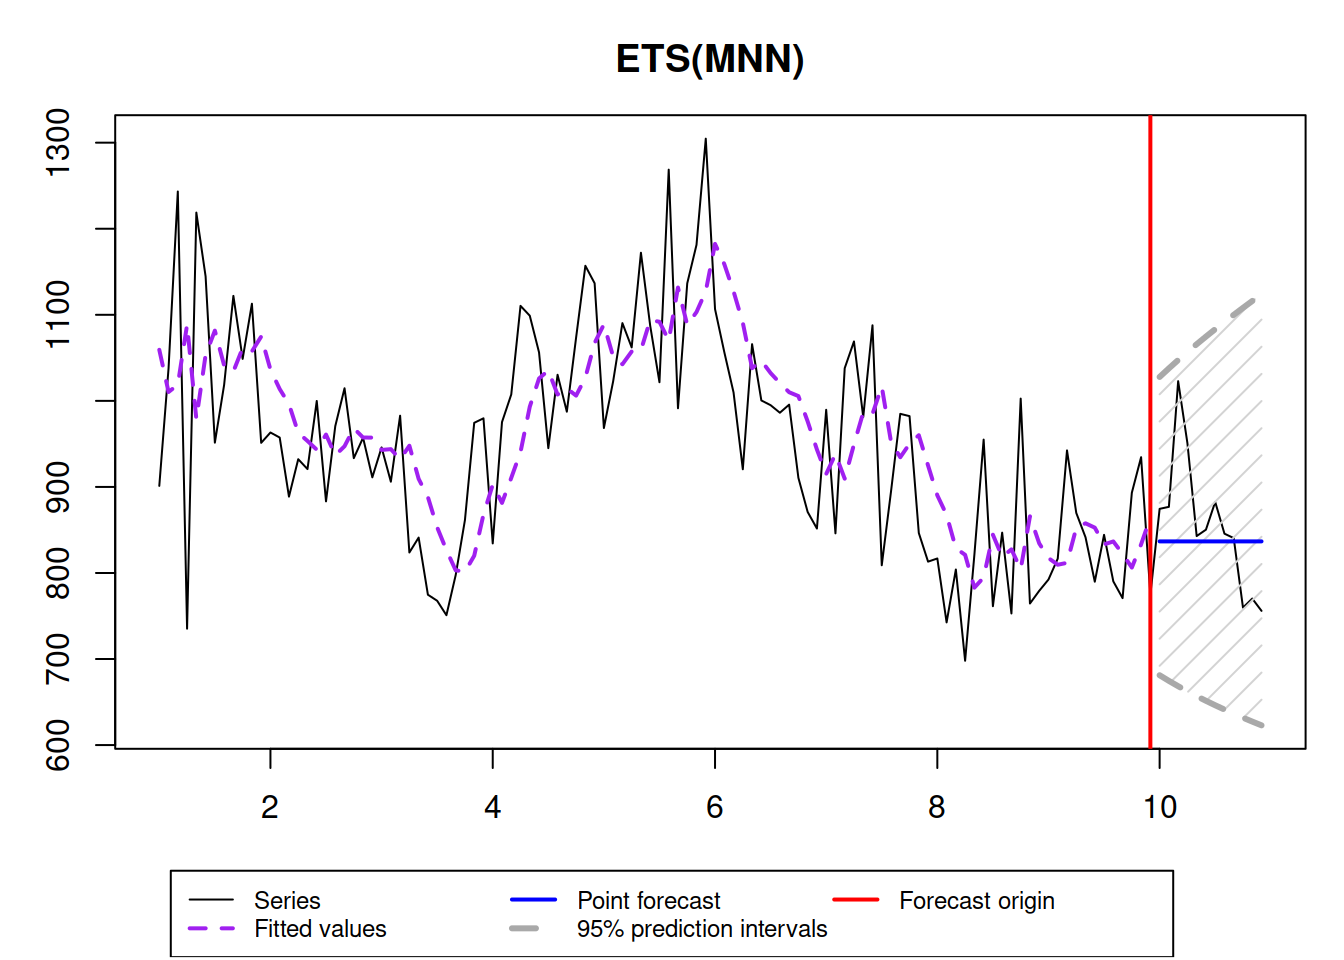 ETS(MNN)
1300
1100
900
800
700
600
2 4 6 8 10
Series Point forecast Forecast origin
Fitted values 95% prediction intervals